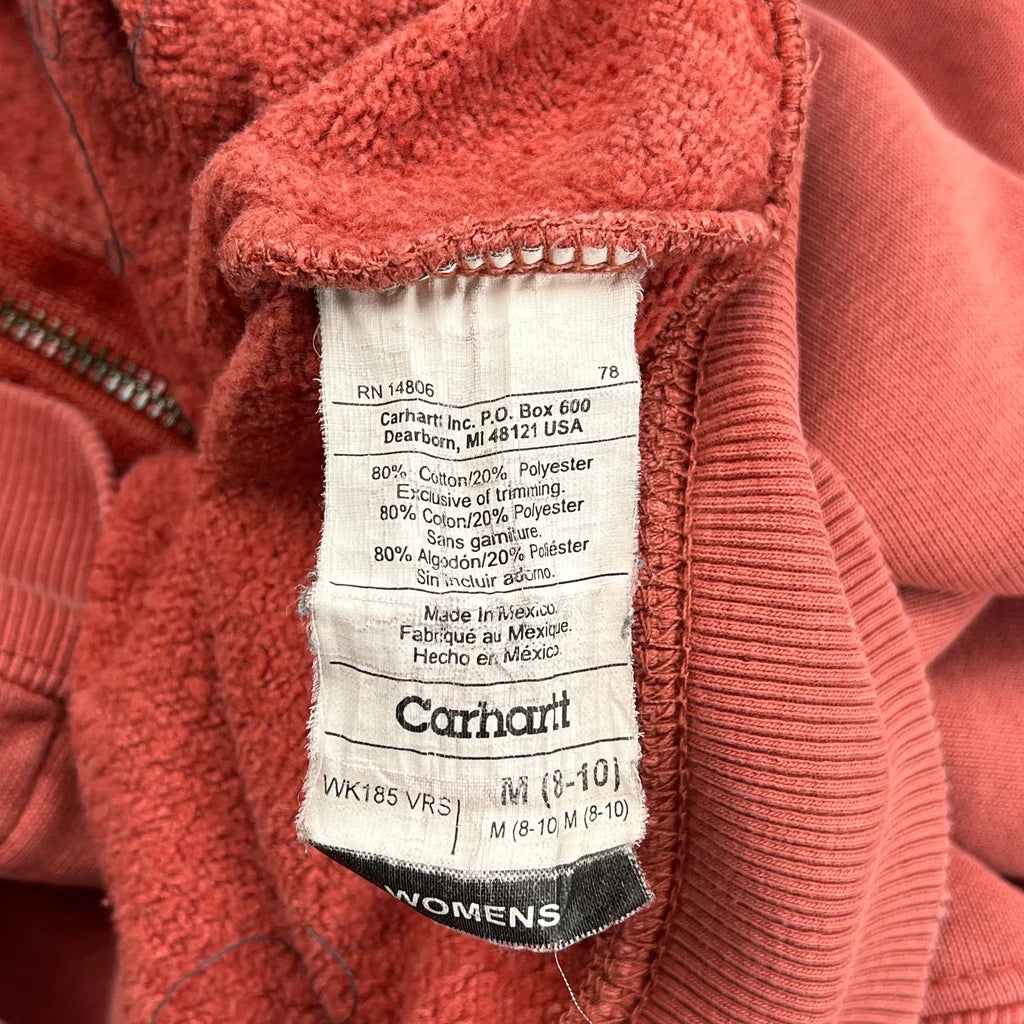 RN 14806 78
Carhartt Inc. P.O. Box 600
Dearborn, MI 48121 USA
80% Cotton/20% Polyester
Exclusive of trimming.
80% Coton/20% Polyester
Sans garniture.
80% Algodón/20% Poliéster
Sin incluir adorno.
Made In Mexico.
Fabriqué au Mexique.
Hecho en México.
Carhartt
WK185 VRS M (8-10)
M (8-10) M (8-10)
WOMENS